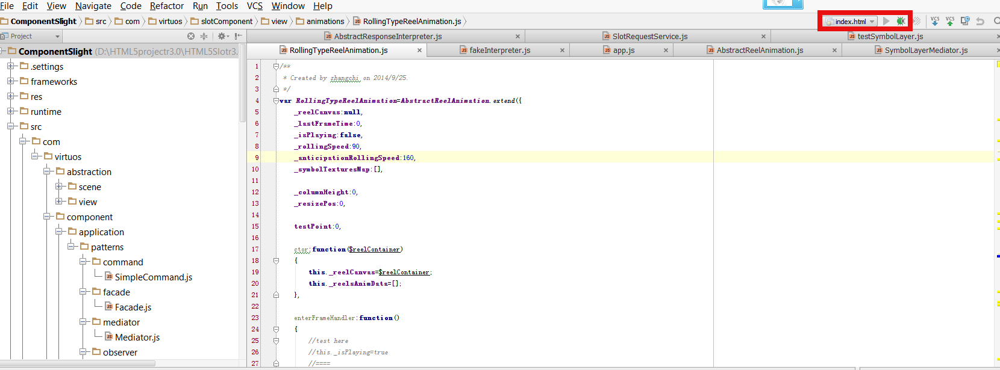 File Edit View Navigate Code Refactor Run Tools VCS Window Help
ComponentSlight src com virtuos slotComponent view animations RollingTypeReelAnimation.js index.html VCS VCS
Project AbstractResponseInterpreter.js SlotRequestService.js testSymbolLayer.js
ComponentSlight (D:\HTML5projectr3.0\HTML5Slotr3. RollingTypeReelAnimation.js fakeInterpreter.js app.js AbstractReelAnimation.js SymbolLayerMediator.js
.settings
frameworks
res
runtime
src
com
virtuos
abstraction
scene
view
component
application
patterns
command
SimpleCommand.js
facade
Facade.js
mediator
Mediator.js
observer
1 /**
2 * Created by zhangchi on 2014/9/25.
3 */
4 var RollingTypeReelAnimation=AbstractReelAnimation.extend({
5 _reelCanvas:null,
6 _lastFrameTime:0,
7 _isPlaying:false,
8 _rollingSpeed:90,
9 _anticipationRollingSpeed:160,
10 _symbolTexturesMap:[],
11
12 _columnHeight:0,
13 _resizePos:0,
14
15 testPoint:0,
16
17 ctor:function($reelContainer)
18 {
19 this._reelCanvas=$reelContainer;
20 this._reelsAnimData=[];
21 },
22
23 enterFrameHandler:function()
24 {
25 //test here
26 //this._isPlaying=true
27 //====